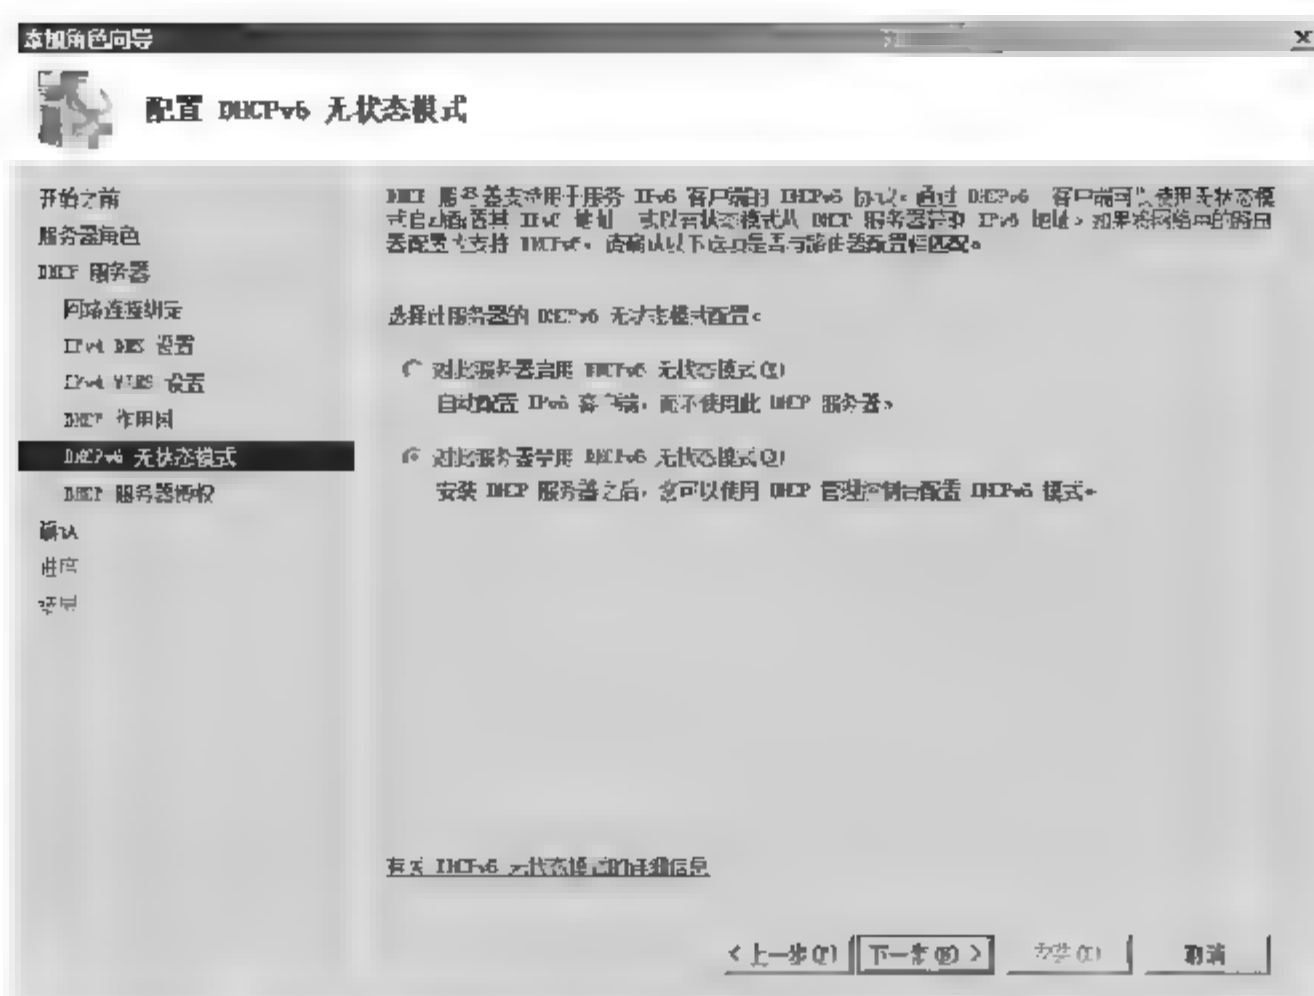 添加角色向导
配置 DHCPv6 无状态模式
开始之前
服务器角色
DHCP 服务器
网络连接绑定
IPv4 DNS 设置
IPv4 WINS 设置
DHCP 作用域
DHCPv6 无状态模式
DHCP 服务器授权
确认
进度
结果
DHCP 服务器支持用于服务 IPv6 客户端的 DHCPv6 协议。通过 DHCPv6，客户端可以使用无状态模
式自动配置其 IPv6 地址，或以有状态模式从 DHCP 服务器获取 IPv6 地址。如果将网络中的路由
器配置为支持 DHCPv6，请确认以下选项是否与路由器配置相匹配。
选择此服务器的 DHCPv6 无状态模式配置。
对此服务器启用 DHCPv6 无状态模式(E)
自动配置 IPv6 客户端，而不使用此 DHCP 服务器。
对此服务器禁用 DHCPv6 无状态模式(D)
安装 DHCP 服务器之后，您可以使用 DHCP 管理控制台配置 DHCPv6 模式。
有关 DHCPv6 无状态模式的详细信息
< 上一步(P)
下一步(N) >
安装(I)
取消